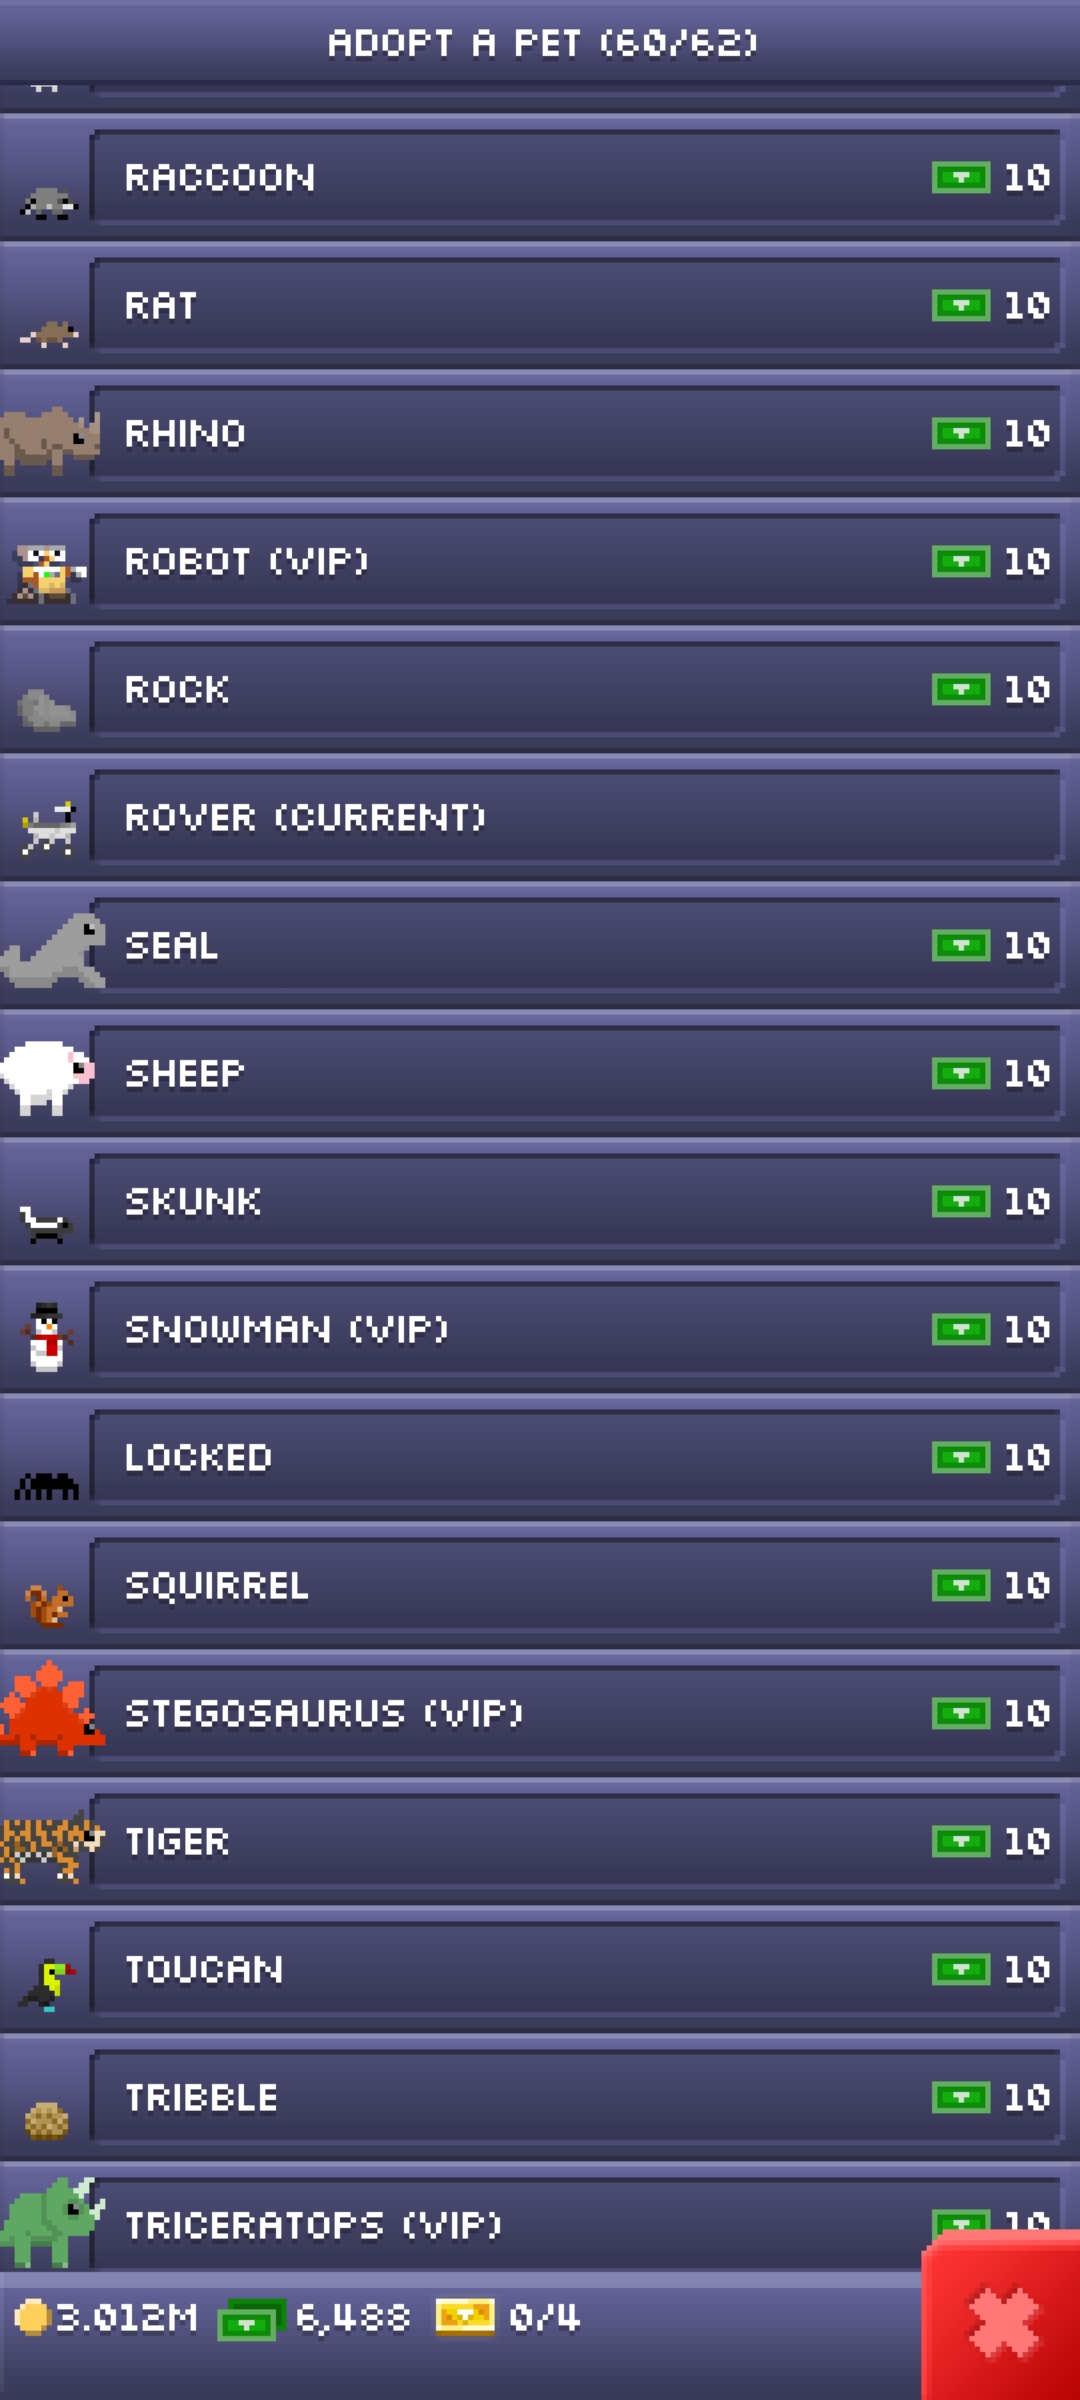 ADOPT A PET (60/62)
RACCOON 10
RAT 10
RHINO 10
ROBOT (VIP) 10
ROCK 10
ROVER (CURRENT)
SEAL 10
SHEEP 10
SKUNK 10
SNOWMAN (VIP) 10
LOCKED 10
SQUIRREL 10
STEGOSAURUS (VIP) 10
TIGER 10
TOUCAN 10
TRIBBLE 10
TRICERATOPS (VIP) 10
3.012M 6,488 0/4